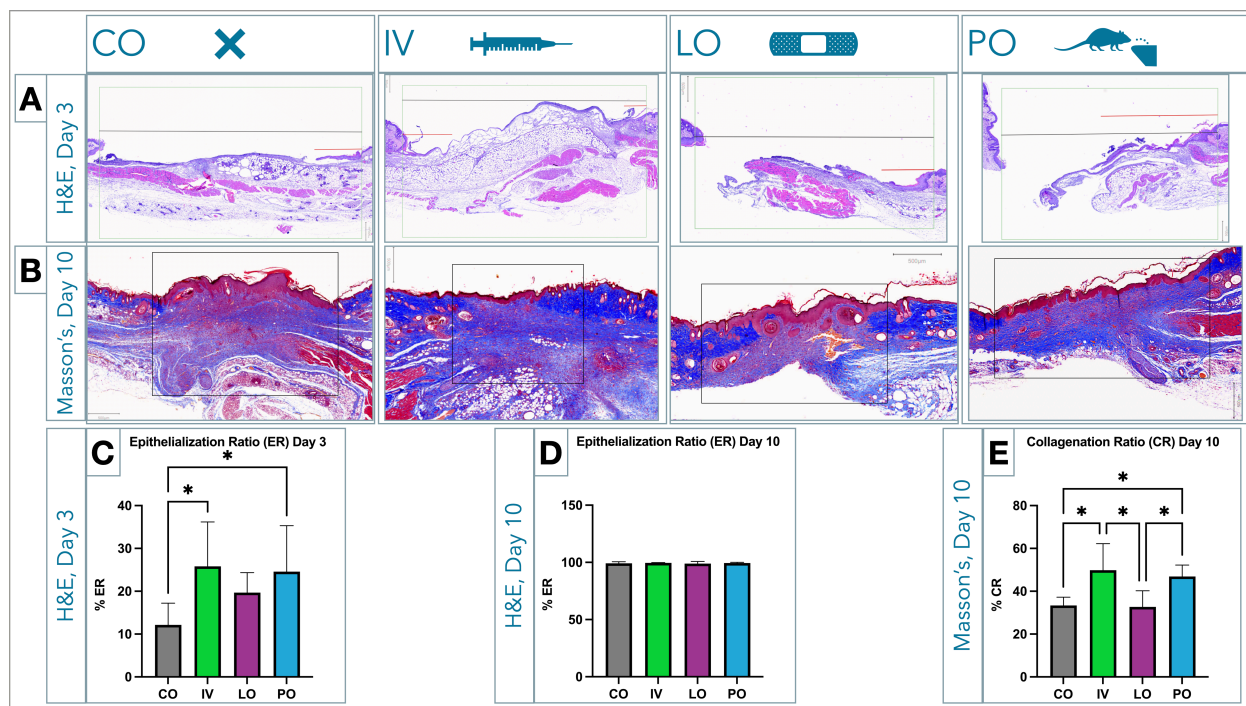 CO
IV
LO
PO
A
H&E, Day 3
B
Masson's, Day 10
500μm
H&E, Day 3
C
Epithelialization Ratio (ER) Day 3
*
*
40
30
20
10
0
% ER
CO IV LO PO
H&E, Day 10
D
Epithelialization Ratio (ER) Day 10
150
100
50
0
% ER
CO IV LO PO
Masson's, Day 10
E
Collagenation Ratio (CR) Day 10
*
* * *
80
60
40
20
0
% CR
CO IV LO PO